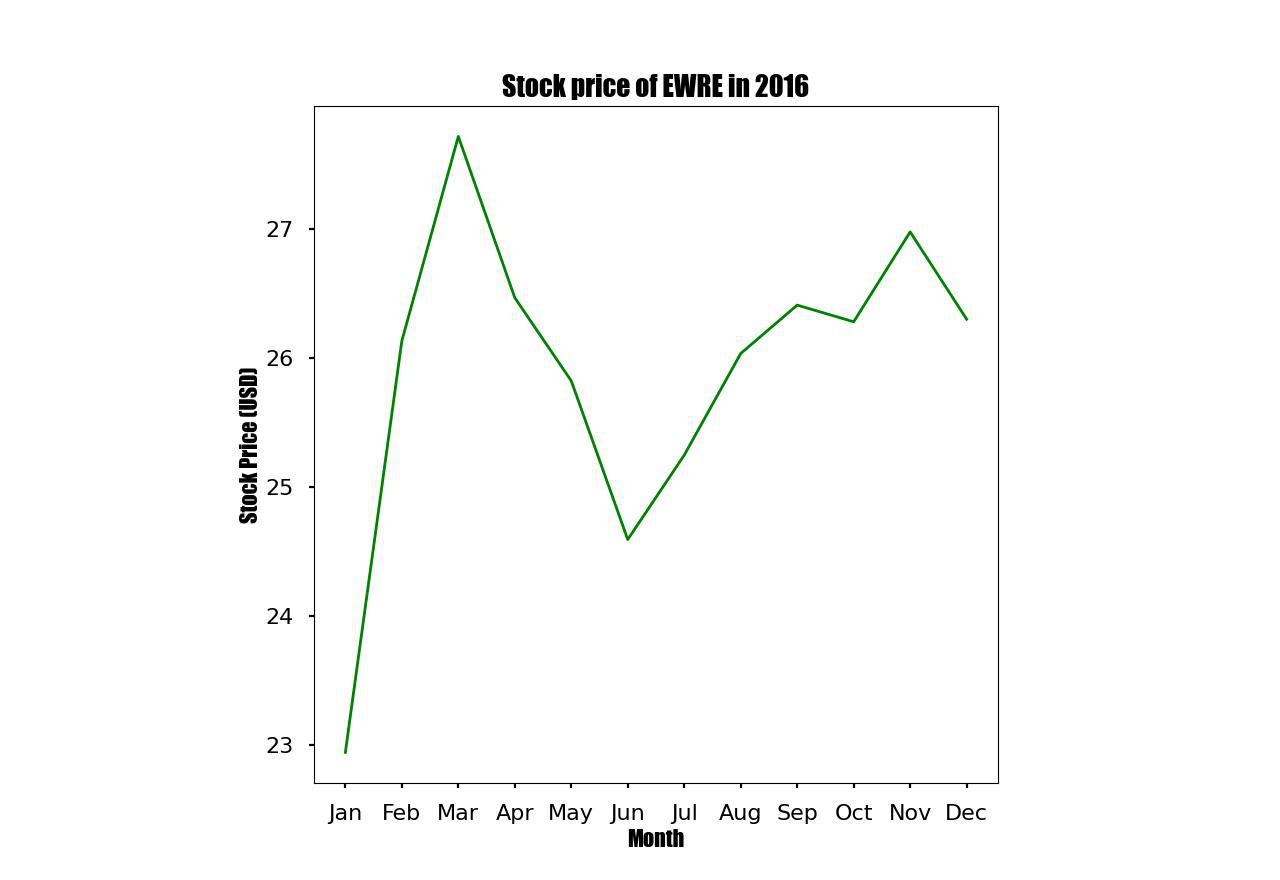 Stock price of EWRE in 2016
Stock Price (USD)
27
26
25
24
23
Jan Feb Mar Apr May Jun Jul Aug Sep Oct Nov Dec
Month